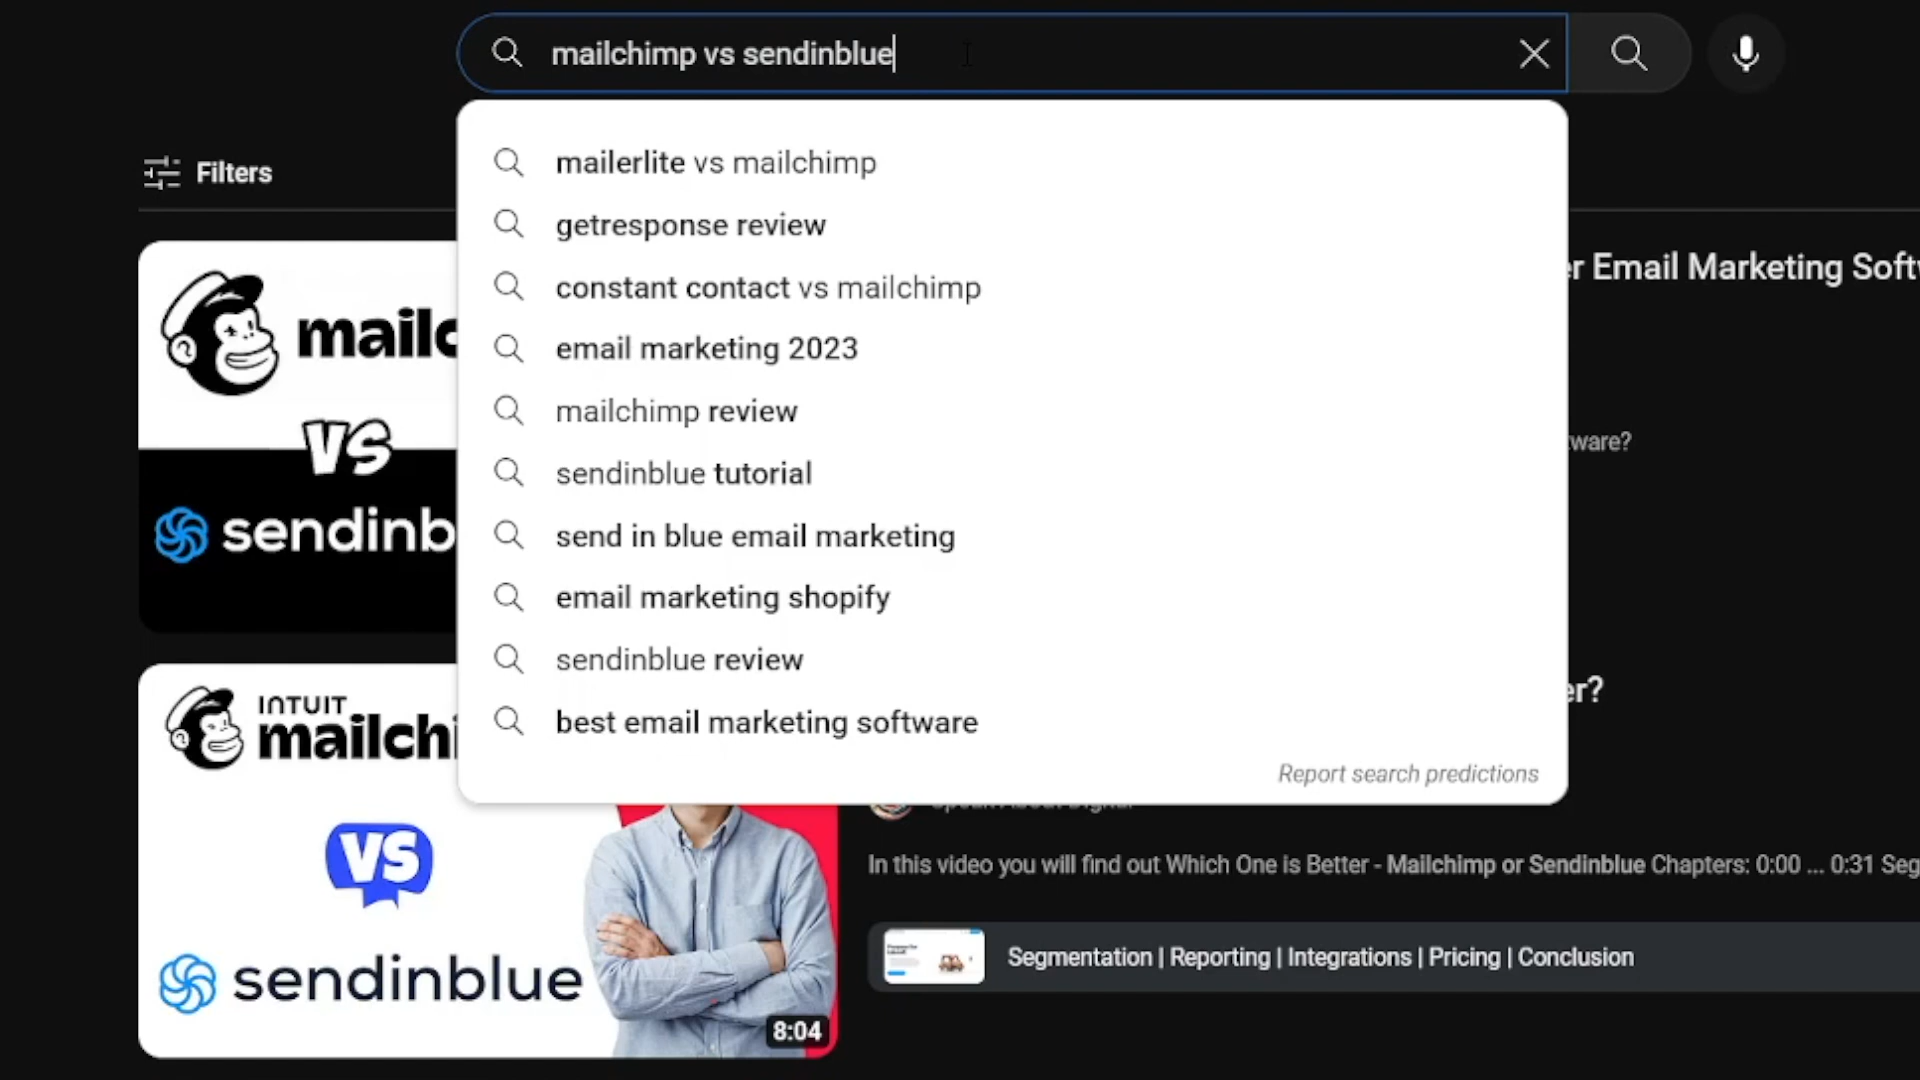 mailchimp vs sendinblue
Filters
mailerlite vs mailchimp
getresponse review
constant contact vs mailchimp
email marketing 2023
mailchimp review
sendinblue tutorial
send in blue email marketing
email marketing shopify
sendinblue review
best email marketing software
Report search predictions
mailc
VS
sendinb
er Email Marketing Softw
ware?
INTUIT
mailchi
VS
sendinblue
8:04
er?
In this video you will find out Which One is Better - Mailchimp or Sendinblue Chapters: 0:00 ... 0:31 Seg
Segmentation | Reporting | Integrations | Pricing | Conclusion